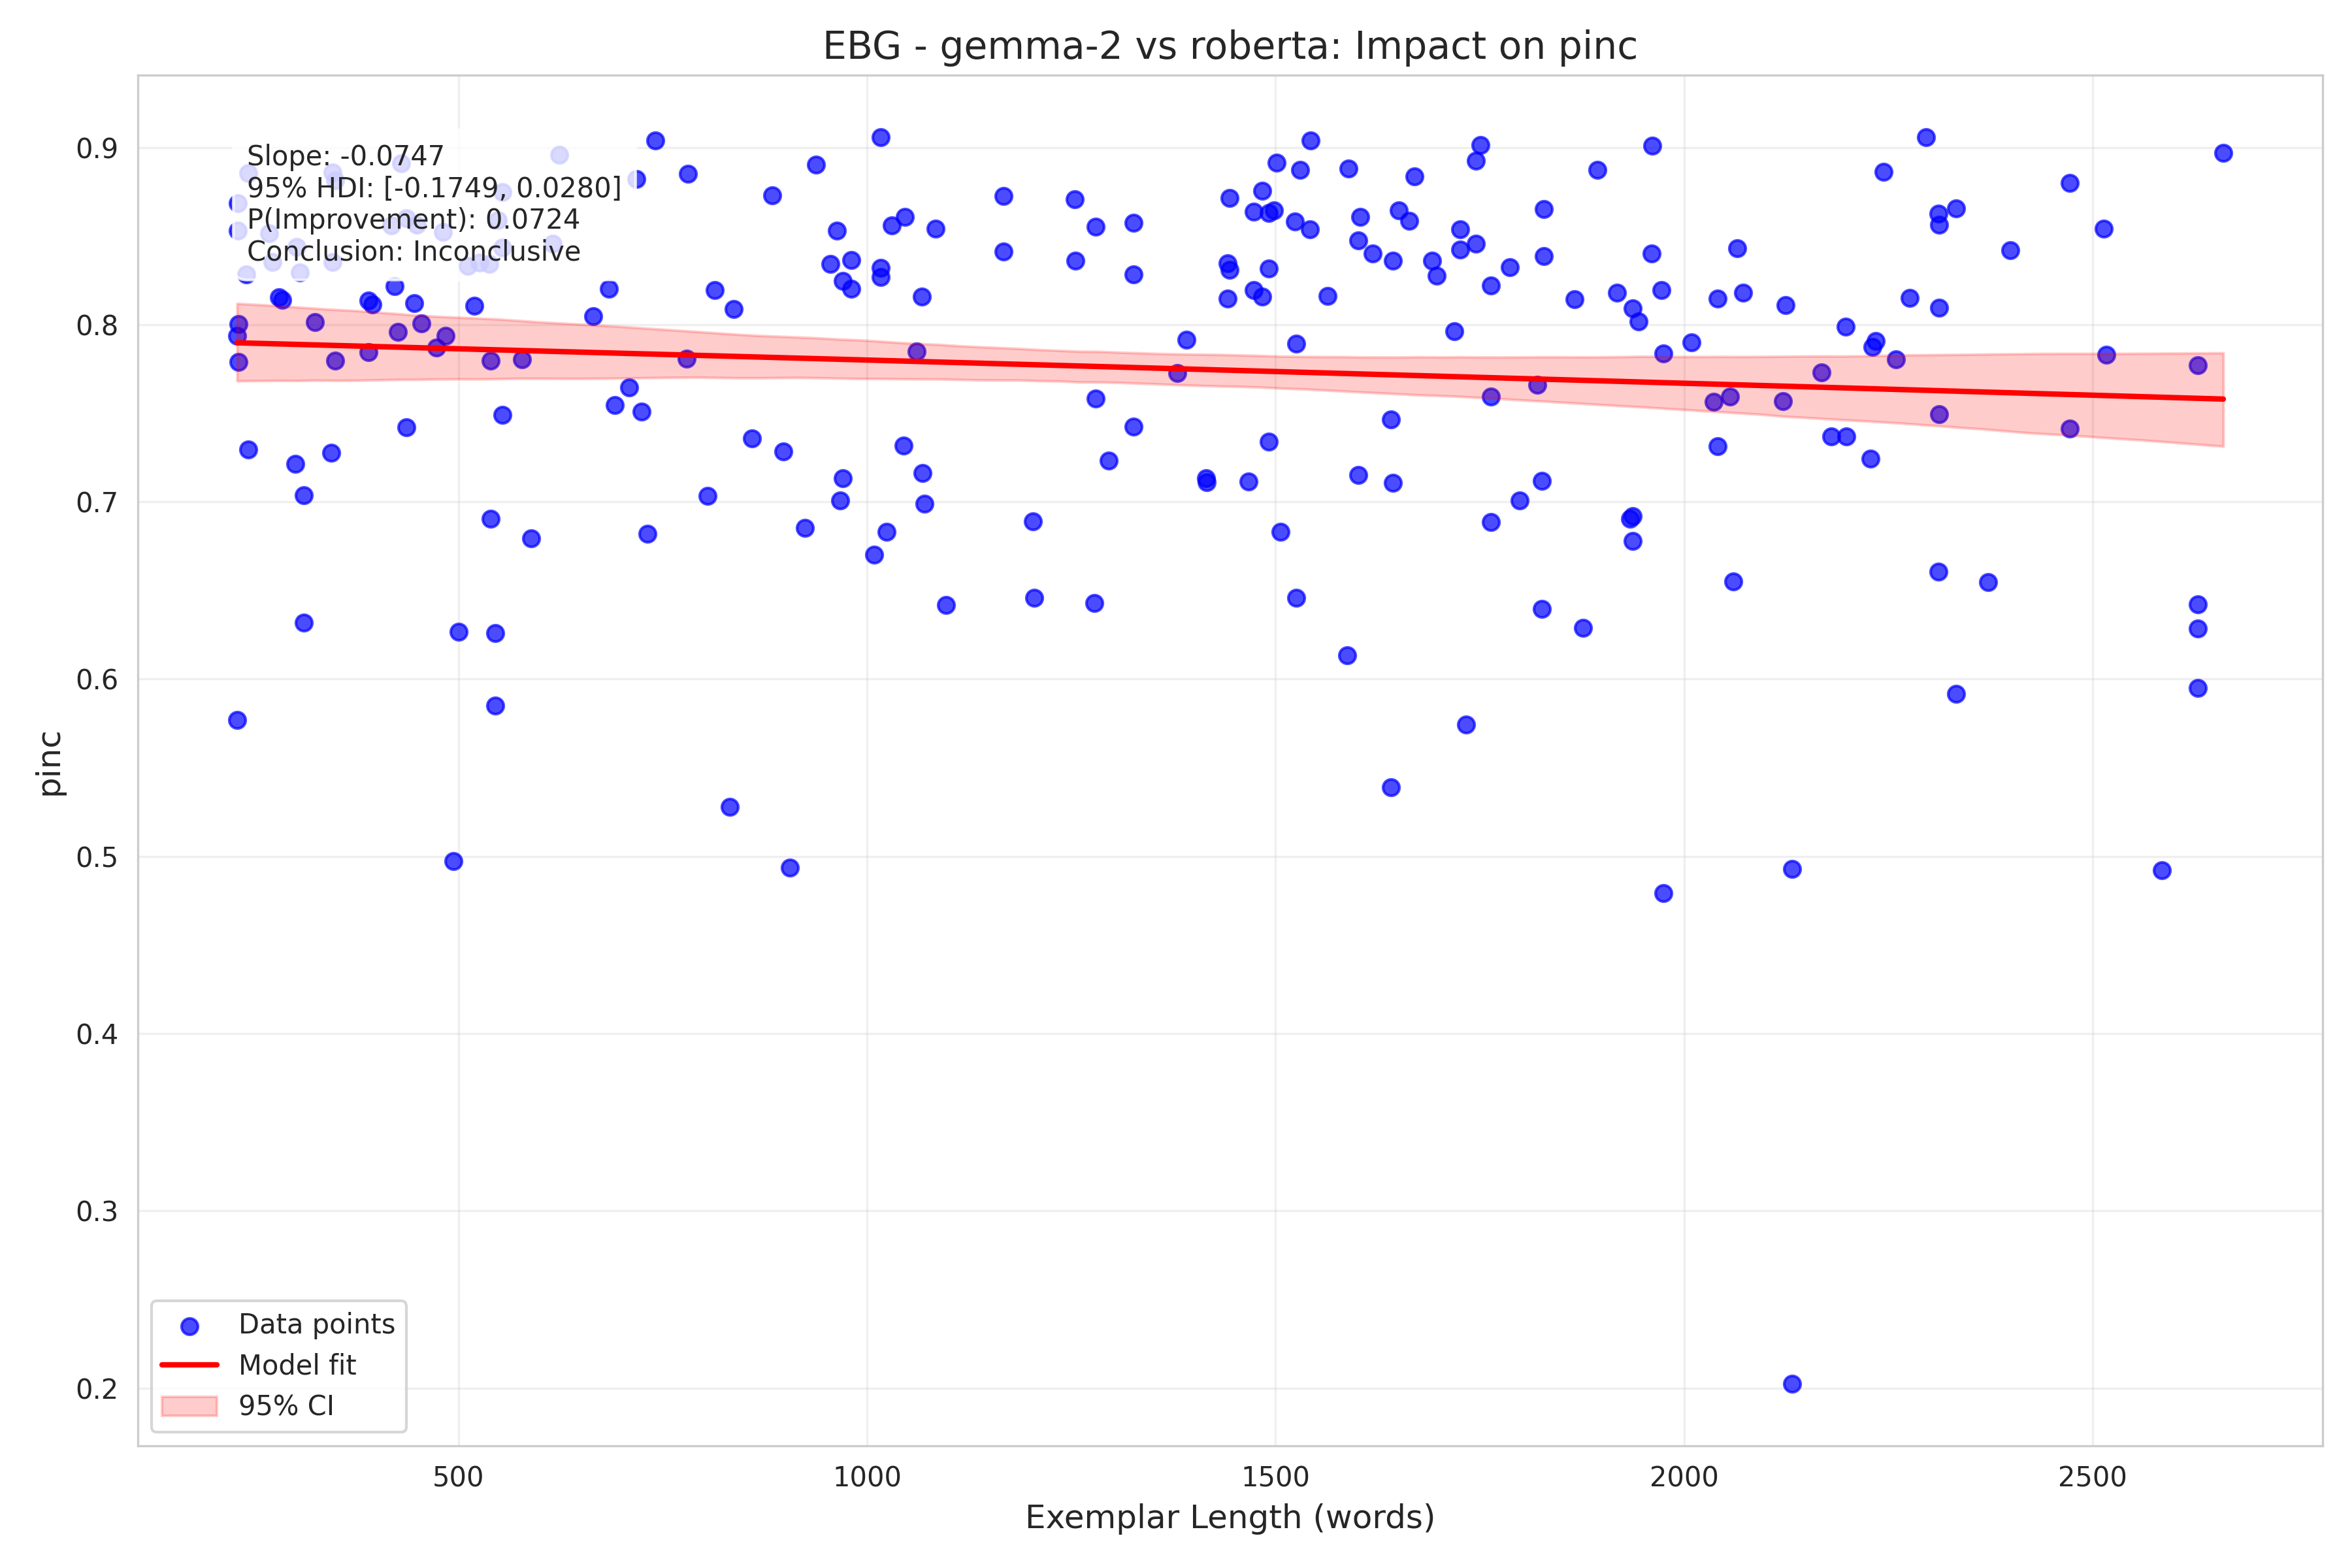 EBG - gemma-2 vs roberta: Impact on pinc
Slope: -0.0747
95% HDI: [-0.1749, 0.0280]
P(Improvement): 0.0724
Conclusion: Inconclusive
pinc
0.9
0.8
0.7
0.6
0.5
0.4
0.3
0.2
Data points
Model fit
95% CI
500 1000 1500 2000 2500
Exemplar Length (words)